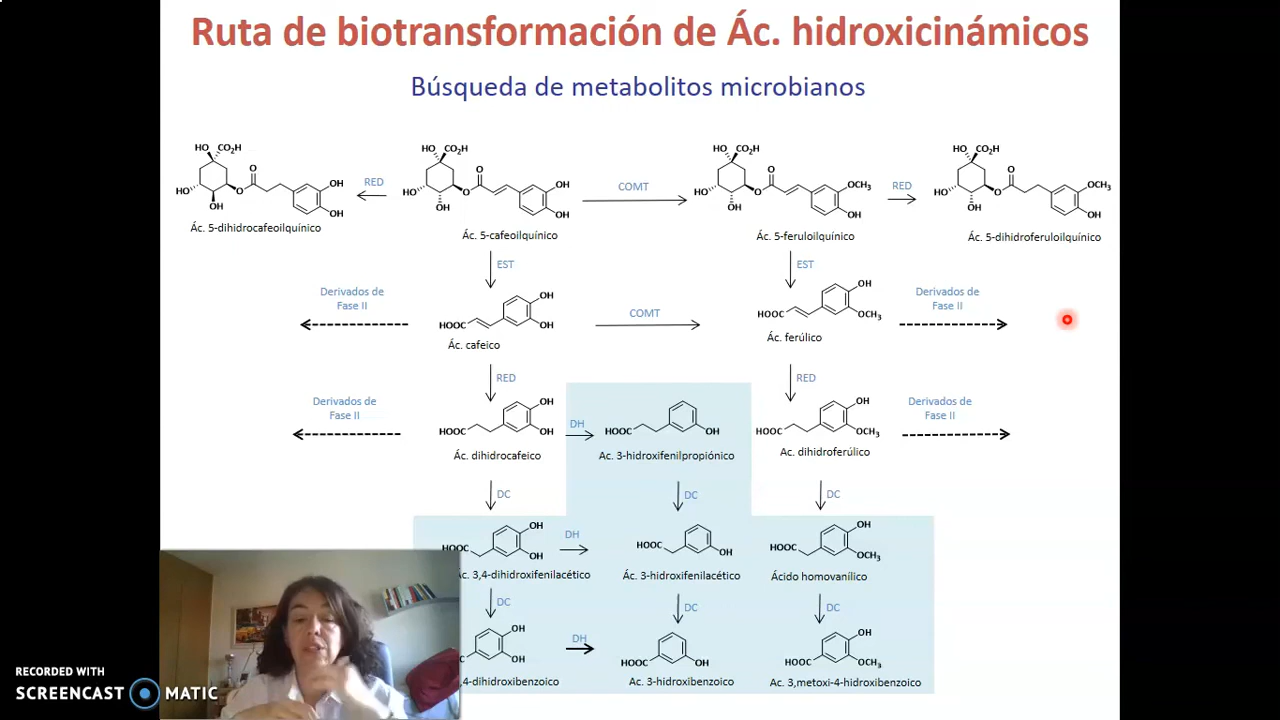 Ruta de biotransformación de Ác. hidroxicinámicos
Búsqueda de metabolitos microbianos
HO CO₂H
HO
OH
O
O
OH
OH
RED
HO CO₂H
HO
OH
O
O
OH
OH
COMT
HO CO₂H
HO
OH
O
O
OCH₃
OH
RED
HO CO₂H
HO
OH
O
O
OCH₃
OH
Ác. 5-dihidrocafeoilquínico
Ác. 5-cafeoilquínico
Ác. 5-feruloilquínico
Ác. 5-dihidroferuloilquínico
EST
EST
Derivados de
Fase II
HOOC
OH
OH
Ác. cafeico
COMT
HOOC
OH
OCH₃
Ác. ferúlico
Derivados de
Fase II
RED
RED
Derivados de
Fase II
HOOC
OH
OH
Ác. dihidrocafeico
DH
HOOC
OH
Ac. 3-hidroxifenilpropiónico
HOOC
OH
OCH₃
Ac. dihidroferúlico
Derivados de
Fase II
DC
DC
DC
HOOC
OH
OH
Ác. 3,4-dihidroxifenilacético
DH
HOOC
OH
Ác. 3-hidroxifenilacético
HOOC
OH
OCH₃
Ácido homovanílico
DC
DC
DC
OH
OH
,4-dihidroxibenzoico
DH
HOOC
OH
Ac. 3-hidroxibenzoico
HOOC
OH
OCH₃
Ac. 3,metoxi-4-hidroxibenzoico
RECORDED WITH
SCREENCAST MATIC